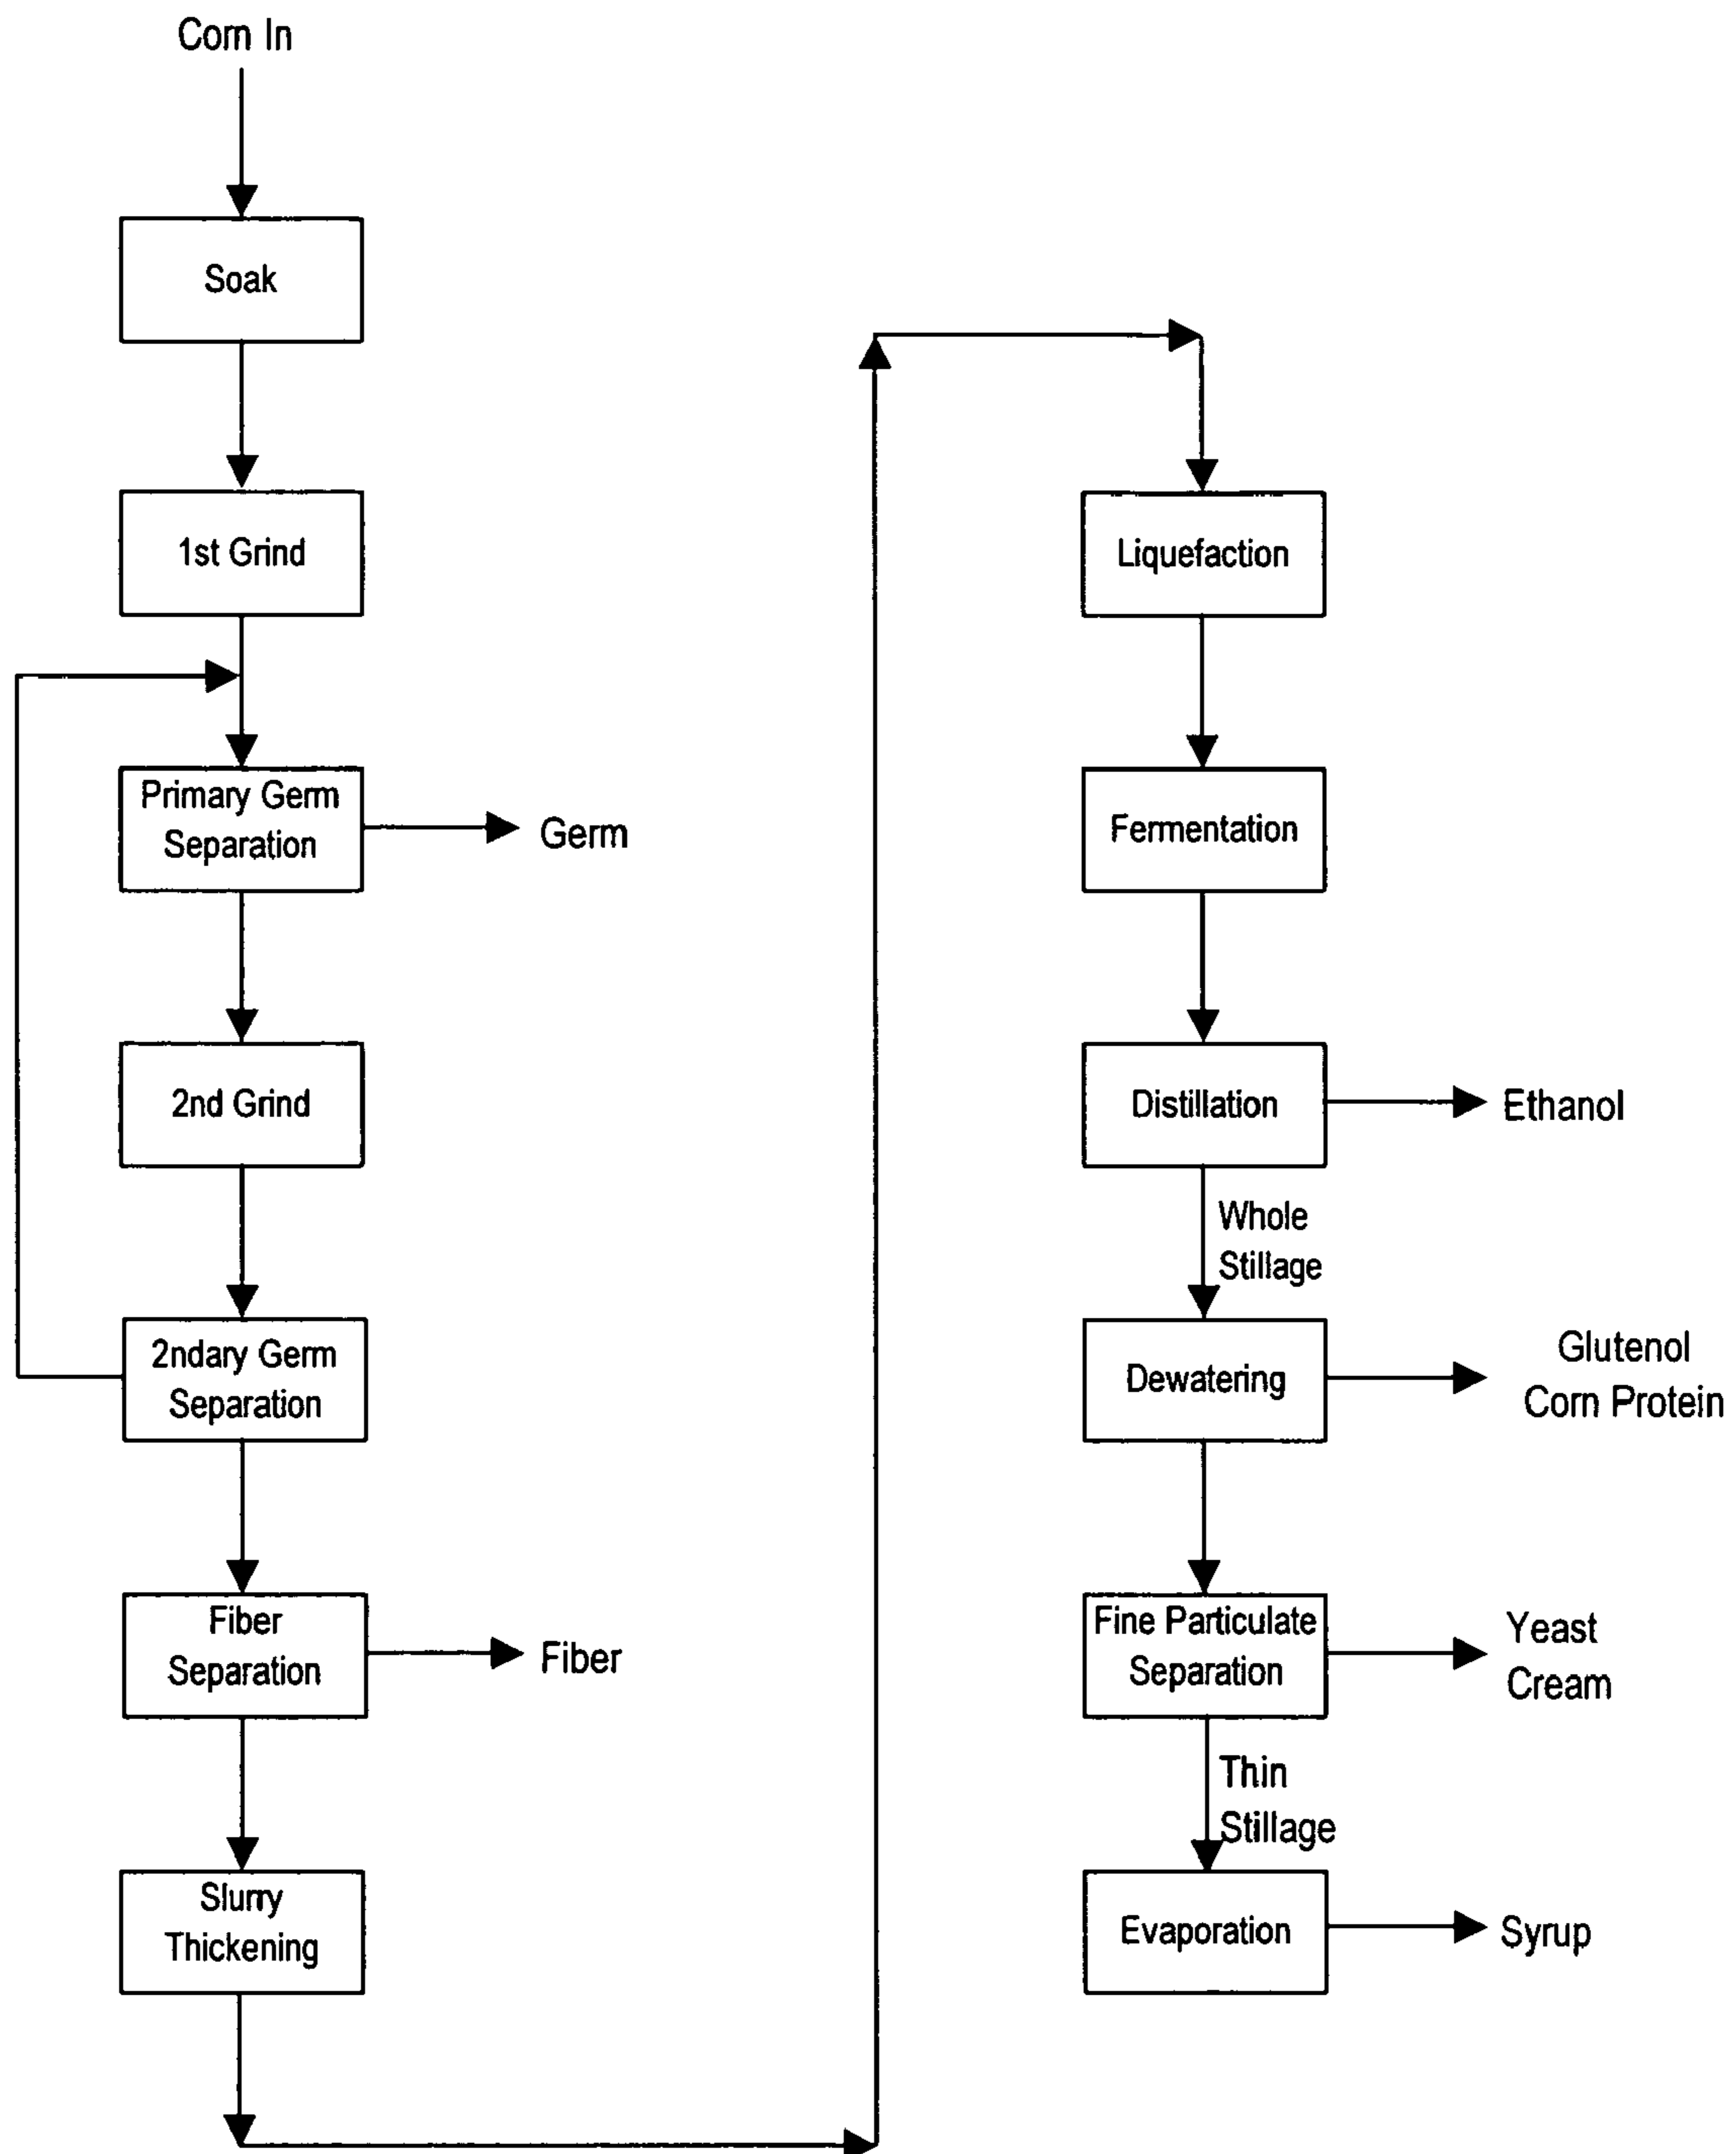 Corn In
Soak
1st Grind
Primary Germ
Separation
Germ
2nd Grind
2ndary Germ
Separation
Fiber
Separation
Fiber
Slurry
Thickening
Liquefaction
Fermentation
Distillation
Ethanol
Whole
Stillage
Dewatering
Glutenol
Corn Protein
Fine Particulate
Separation
Yeast
Cream
Thin
Stillage
Evaporation
Syrup